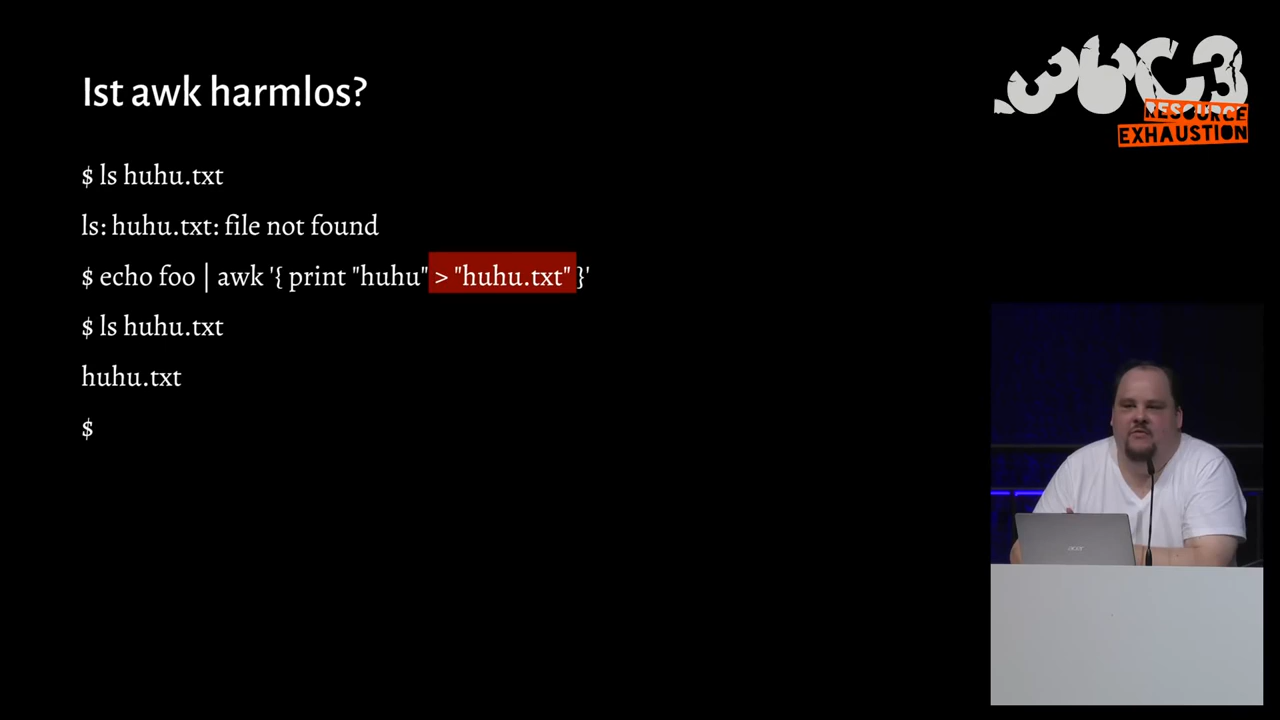 Ist awk harmlos?
$ ls huhu.txt
ls: huhu.txt: file not found
$ echo foo | awk '{ print "huhu" > "huhu.txt" }'
$ ls huhu.txt
huhu.txt
$
36C3
RESOURCE
EXHAUSTION
acer